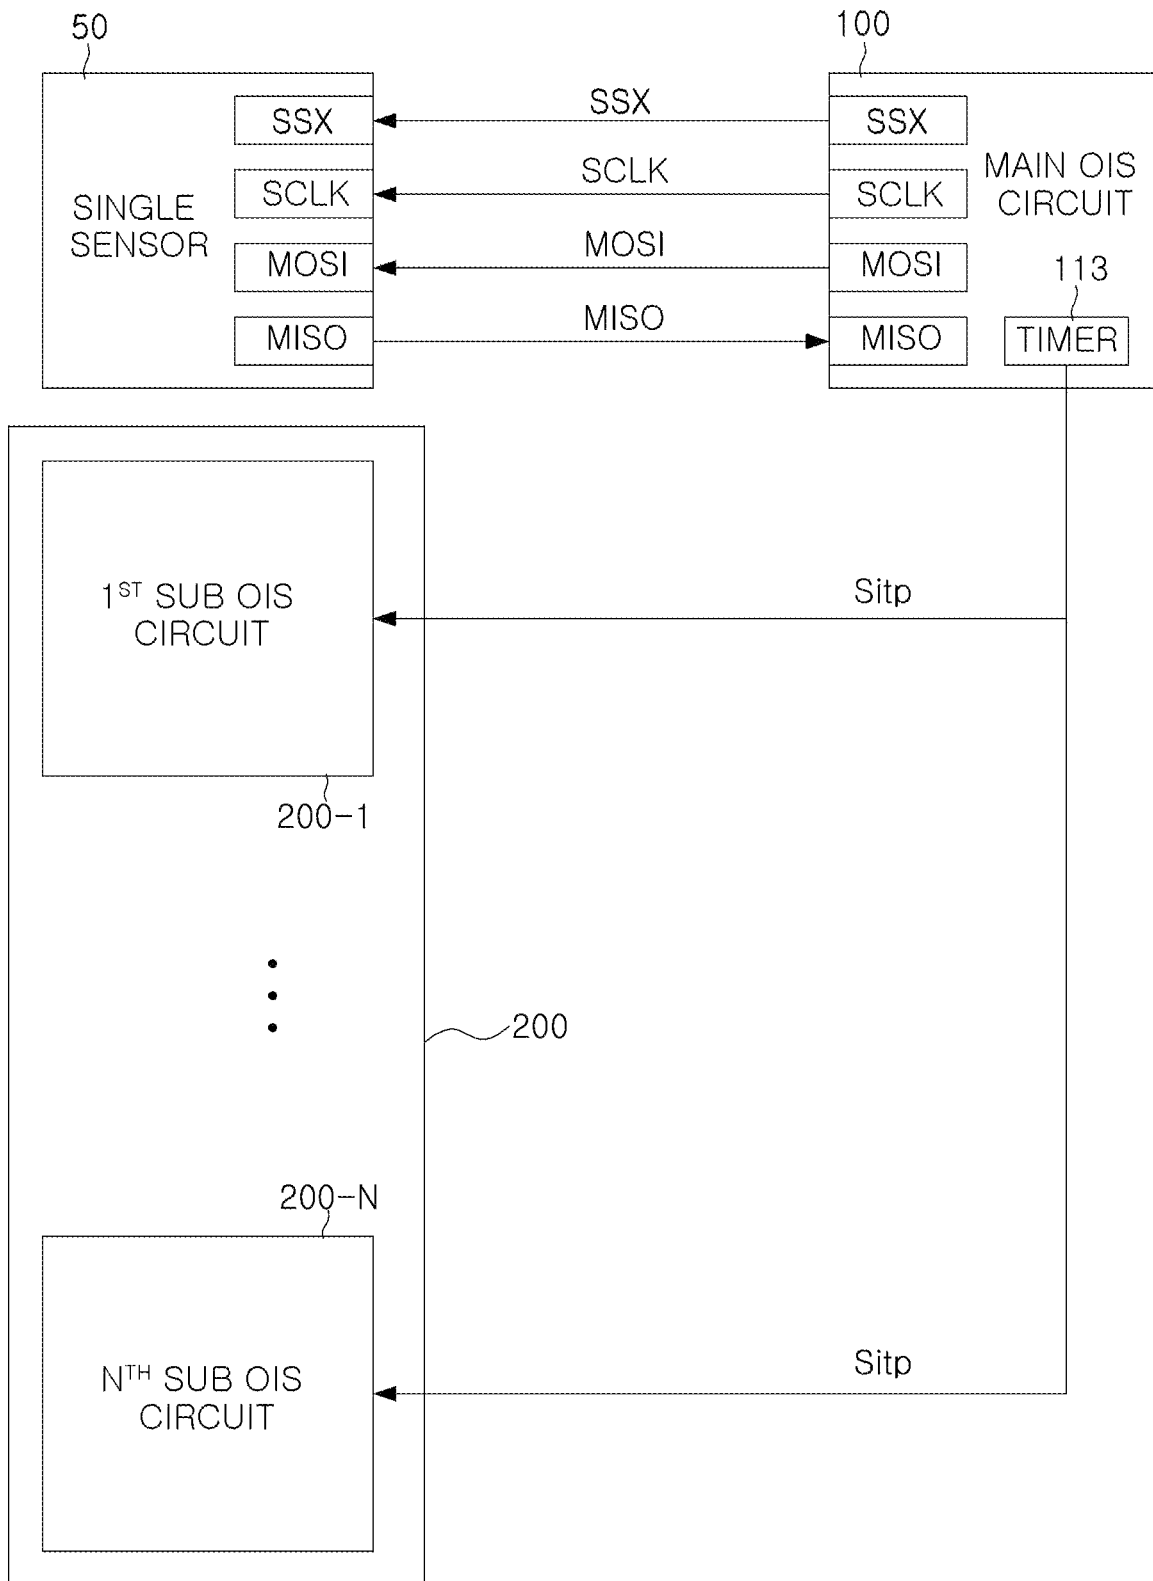 50
100
SSX
SSX
SSX
SCLK
SCLK
SCLK
SINGLE
SENSOR
MAIN OIS
CIRCUIT
MOSI
MOSI
MOSI
113
MISO
MISO
MISO
TIMER
1ST SUB OIS
CIRCUIT
Sitp
200-1
200
200-N
NTH SUB OIS
CIRCUIT
Sitp